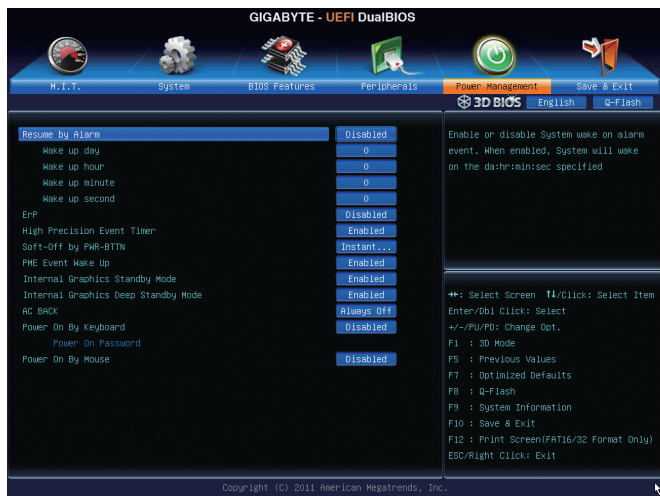 GIGABYTE - UEFI DualBIOS
M.I.T. System BIOS Features Peripherals Power Management Save & Exit
3D BIOS English Q-Flash
Resume by Alarm Disabled
Wake up day 0
Wake up hour 0
Wake up minute 0
Wake up second 0
ErP Disabled
High Precision Event Timer Enabled
Soft-Off by PWR-BTTN Instant...
PME Event Wake Up Enabled
Internal Graphics Standby Mode Enabled
Internal Graphics Deep Standby Mode Enabled
AC BACK Always Off
Power On By Keyboard Disabled
Power On Password
Power On By Mouse Disabled
Enable or disable System wake on alarm
event. When enabled, System will wake
on the da:hr:min:sec specified
→←: Select Screen ↑↓/Click: Select Item
Enter/Dbl Click: Select
+/-/PU/PD: Change Opt.
F1 : 3D Mode
F5 : Previous Values
F7 : Optimized Defaults
F8 : Q-Flash
F9 : System Information
F10 : Save & Exit
F12 : Print Screen(FAT16/32 Format Only)
ESC/Right Click: Exit
Copyright (C) 2011 American Megatrends, Inc.